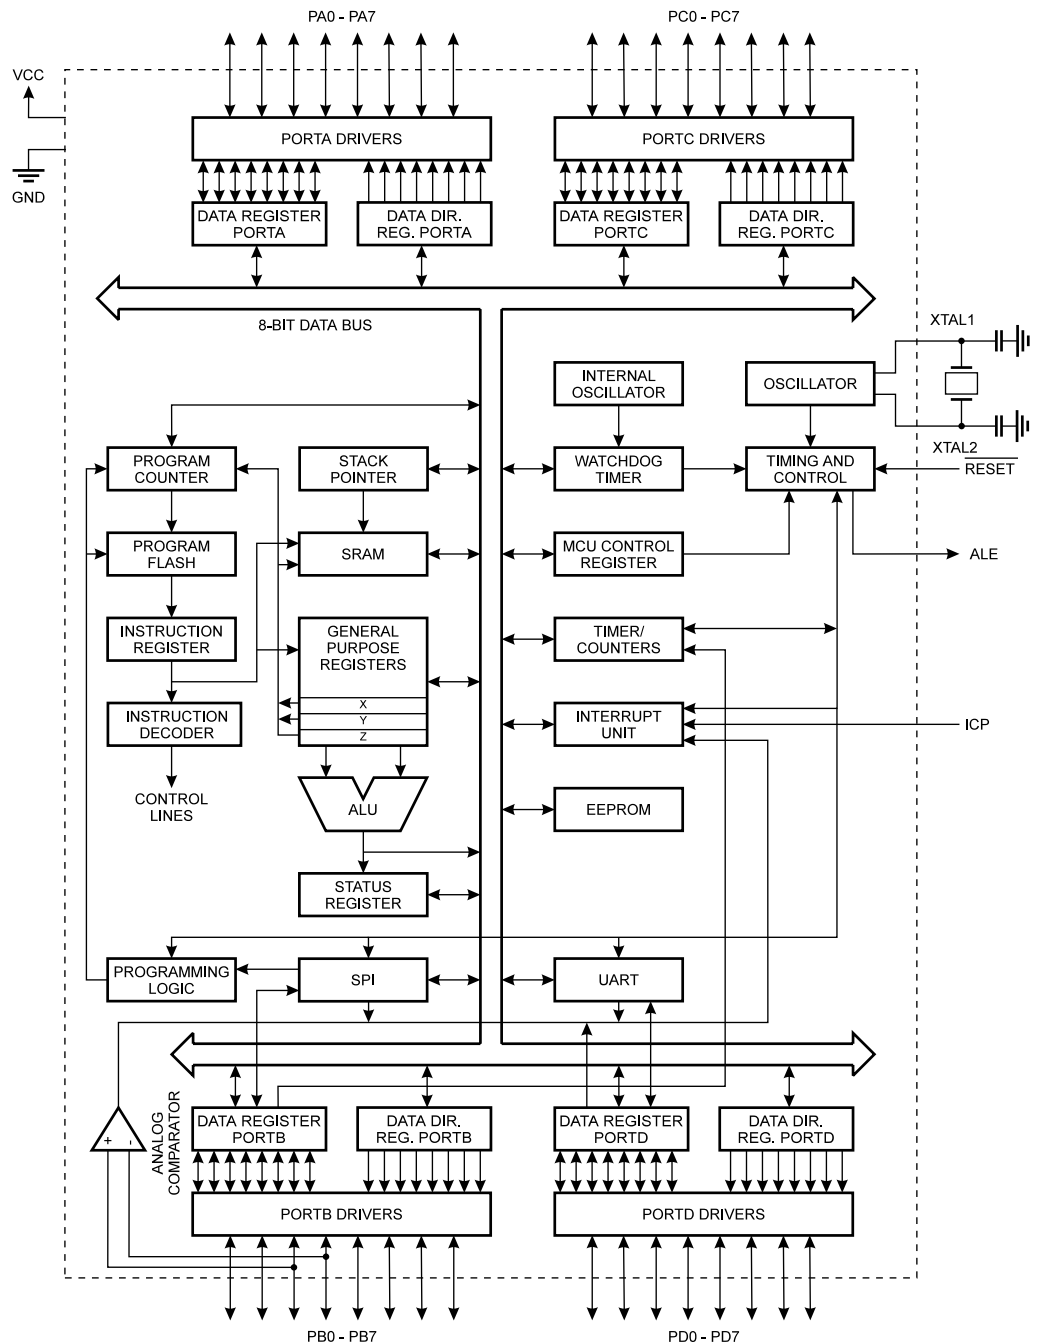 PA0 - PA7
PC0 - PC7
VCC
PORTA DRIVERS
PORTC DRIVERS
GND
DATA REGISTER
PORTA
DATA DIR.
REG. PORTA
DATA REGISTER
PORTC
DATA DIR.
REG. PORTC
8-BIT DATA BUS
XTAL1
INTERNAL
OSCILLATOR
OSCILLATOR
XTAL2
PROGRAM
COUNTER
STACK
POINTER
WATCHDOG
TIMER
TIMING AND
CONTROL
RESET
PROGRAM
FLASH
SRAM
MCU CONTROL
REGISTER
ALE
INSTRUCTION
REGISTER
GENERAL
PURPOSE
REGISTERS
TIMER/
COUNTERS
X
Y
Z
INSTRUCTION
DECODER
INTERRUPT
UNIT
ICP
CONTROL
LINES
ALU
EEPROM
STATUS
REGISTER
PROGRAMMING
LOGIC
SPI
UART
+
-
ANALOG
COMPARATOR
DATA REGISTER
PORTB
DATA DIR.
REG. PORTB
DATA REGISTER
PORTD
DATA DIR.
REG. PORTD
PORTB DRIVERS
PORTD DRIVERS
PB0 - PB7
PD0 - PD7